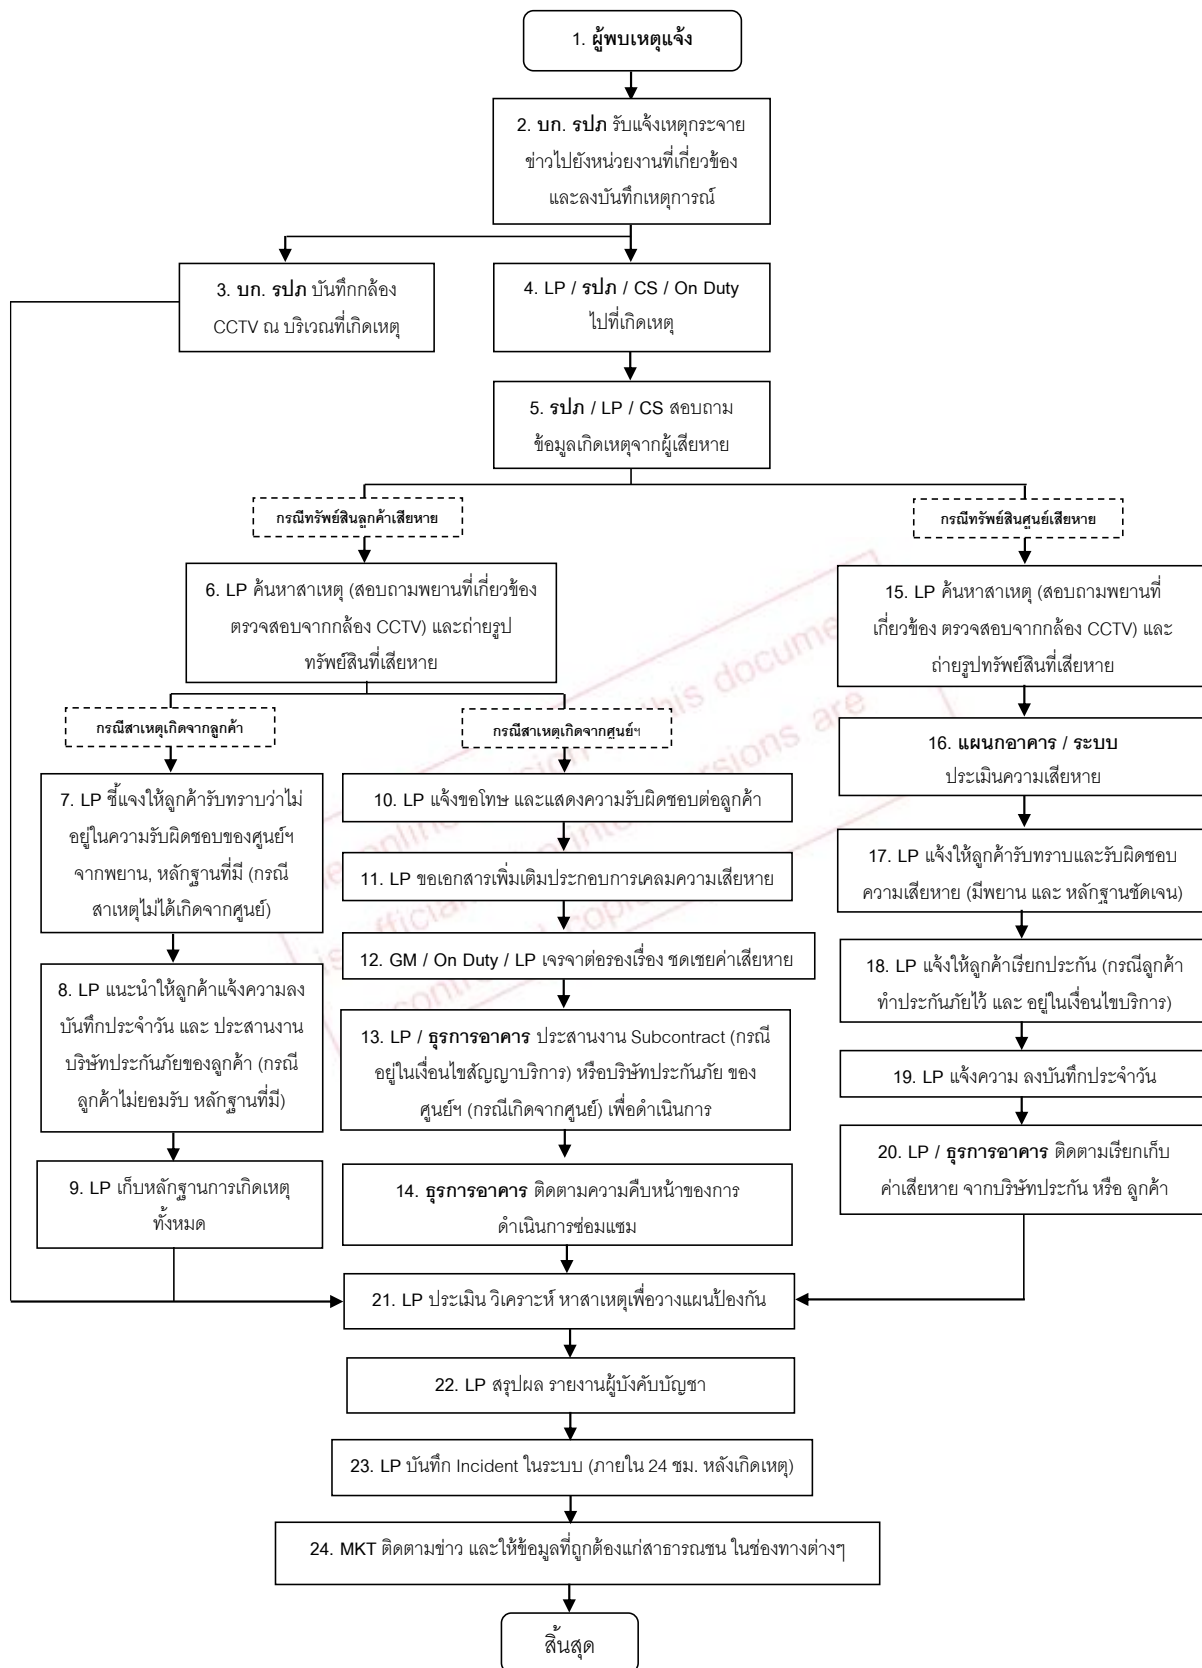 1. ผู้พบเหตุแจ้ง
2. บก. รปภ รับแจ้งเหตุกระจาย
ข่าวไปยังหน่วยงานที่เกี่ยวข้อง
และลงบันทึกเหตุการณ์
3. บก. รปภ บันทึกกล้อง
CCTV ณ บริเวณที่เกิดเหตุ
4. LP / รปภ / CS / On Duty
ไปที่เกิดเหตุ
5. รปภ / LP / CS สอบถาม
ข้อมูลเกิดเหตุจากผู้เสียหาย
กรณีทรัพย์สินลูกค้าเสียหาย
กรณีทรัพย์สินศูนย์เสียหาย
6. LP ค้นหาสาเหตุ (สอบถามพยานที่เกี่ยวข้อง
ตรวจสอบจากกล้อง CCTV) และถ่ายรูป
ทรัพย์สินที่เสียหาย
กรณีสาเหตุเกิดจากลูกค้า
กรณีสาเหตุเกิดจากศูนย์ฯ
7. LP ชี้แจงให้ลูกค้ารับทราบว่าไม่
อยู่ในความรับผิดชอบของศูนย์ฯ
จากพยาน, หลักฐานที่มี (กรณี
สาเหตุไม่ได้เกิดจากศูนย์)
8. LP แนะนำให้ลูกค้าแจ้งความลง
บันทึกประจำวัน และ ประสานงาน
บริษัทประกันภัยของลูกค้า (กรณี
ลูกค้าไม่ยอมรับ หลักฐานที่มี)
9. LP เก็บหลักฐานการเกิดเหตุ
ทั้งหมด
10. LP แจ้งขอโทษ และแสดงความรับผิดชอบต่อลูกค้า
11. LP ขอเอกสารเพิ่มเติมประกอบการเคลมความเสียหาย
12. GM / On Duty / LP เจรจาต่อรองเรื่อง ชดเชยค่าเสียหาย
13. LP / ธุรการอาคาร ประสานงาน Subcontract (กรณี
อยู่ในเงื่อนไขสัญญาบริการ) หรือบริษัทประกันภัย ของ
ศูนย์ฯ (กรณีเกิดจากศูนย์) เพื่อดำเนินการ
14. ธุรการอาคาร ติดตามความคืบหน้าของการ
ดำเนินการซ่อมแซม
15. LP ค้นหาสาเหตุ (สอบถามพยานที่
เกี่ยวข้อง ตรวจสอบจากกล้อง CCTV) และ
ถ่ายรูปทรัพย์สินที่เสียหาย
16. แผนกอาคาร / ระบบ
ประเมินความเสียหาย
17. LP แจ้งให้ลูกค้ารับทราบและรับผิดชอบ
ความเสียหาย (มีพยาน และ หลักฐานชัดเจน)
18. LP แจ้งให้ลูกค้าเรียกประกัน (กรณีลูกค้า
ทำประกันภัยไว้ และ อยู่ในเงื่อนไขบริการ)
19. LP แจ้งความ ลงบันทึกประจำวัน
20. LP / ธุรการอาคาร ติดตามเรียกเก็บ
ค่าเสียหาย จากบริษัทประกัน หรือ ลูกค้า
21. LP ประเมิน วิเคราะห์ หาสาเหตุเพื่อวางแผนป้องกัน
22. LP สรุปผล รายงานผู้บังคับบัญชา
23. LP บันทึก Incident ในระบบ (ภายใน 24 ชม. หลังเกิดเหตุ)
24. MKT ติดตามข่าว และให้ข้อมูลที่ถูกต้องแก่สาธารณชน ในช่องทางต่างๆ
สิ้นสุด